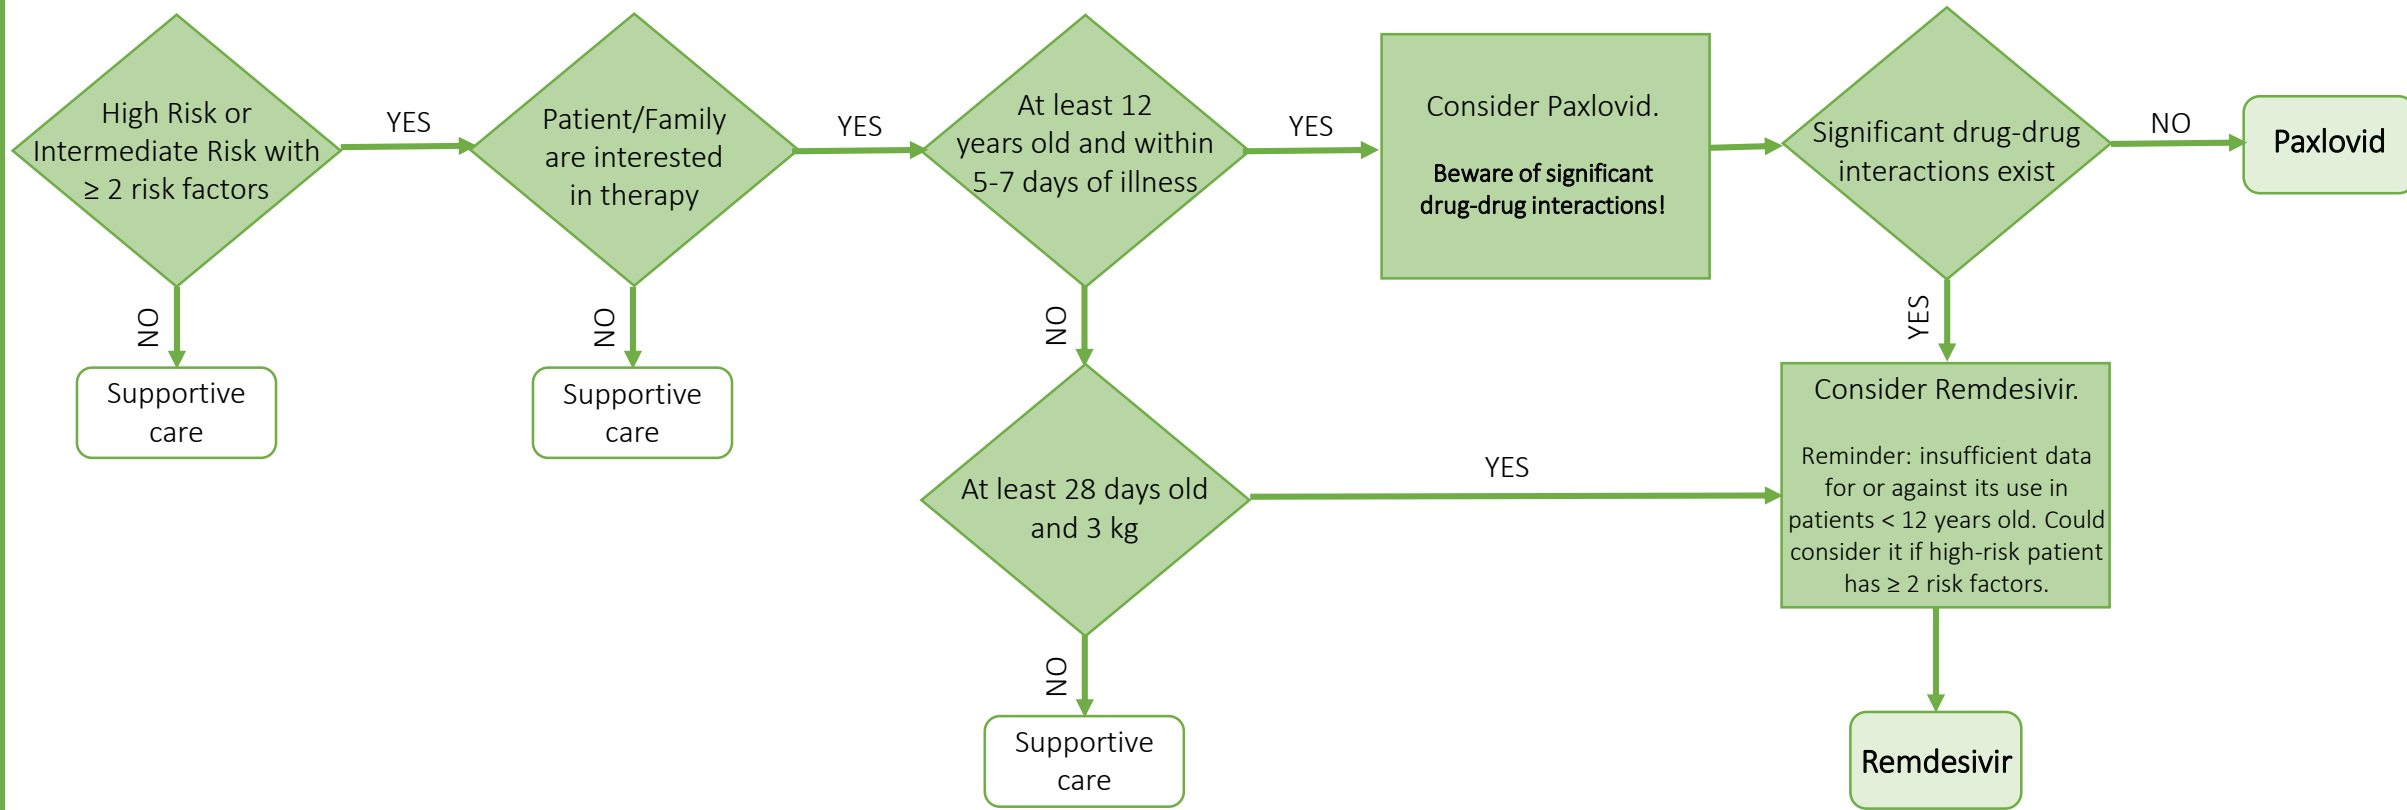 High Risk or
Intermediate Risk with
≥ 2 risk factors
YES
Patient/Family
are interested
in therapy
YES
At least 12
years old and within
5-7 days of illness
YES
Consider Paxlovid.
Beware of significant
drug-drug interactions!
Significant drug-drug
interactions exist
NO
Paxlovid
NO
Supportive
care
NO
Supportive
care
NO
At least 28 days old
and 3 kg
YES
YES
Consider Remdesivir.
Reminder: insufficient data
for or against its use in
patients < 12 years old. Could
consider it if high-risk patient
has ≥ 2 risk factors.
NO
Supportive
care
Remdesivir